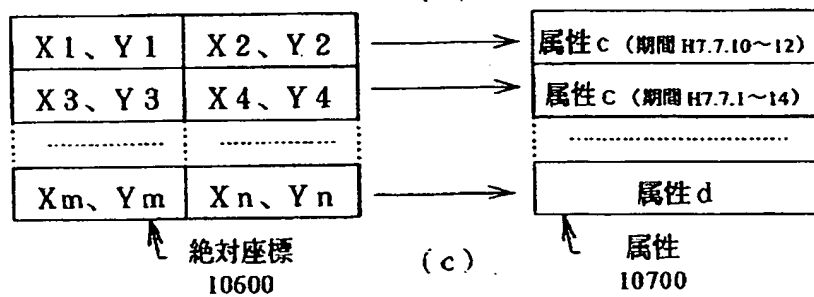 X1、Y1 X2、Y2 属性c (期間H7.7.10~12)
X3、Y3 X4、Y4 属性c (期間H7.7.1~14)
Xm、Ym Xn、Yn 属性d
絶対座標 (c) 属性
10600 10700